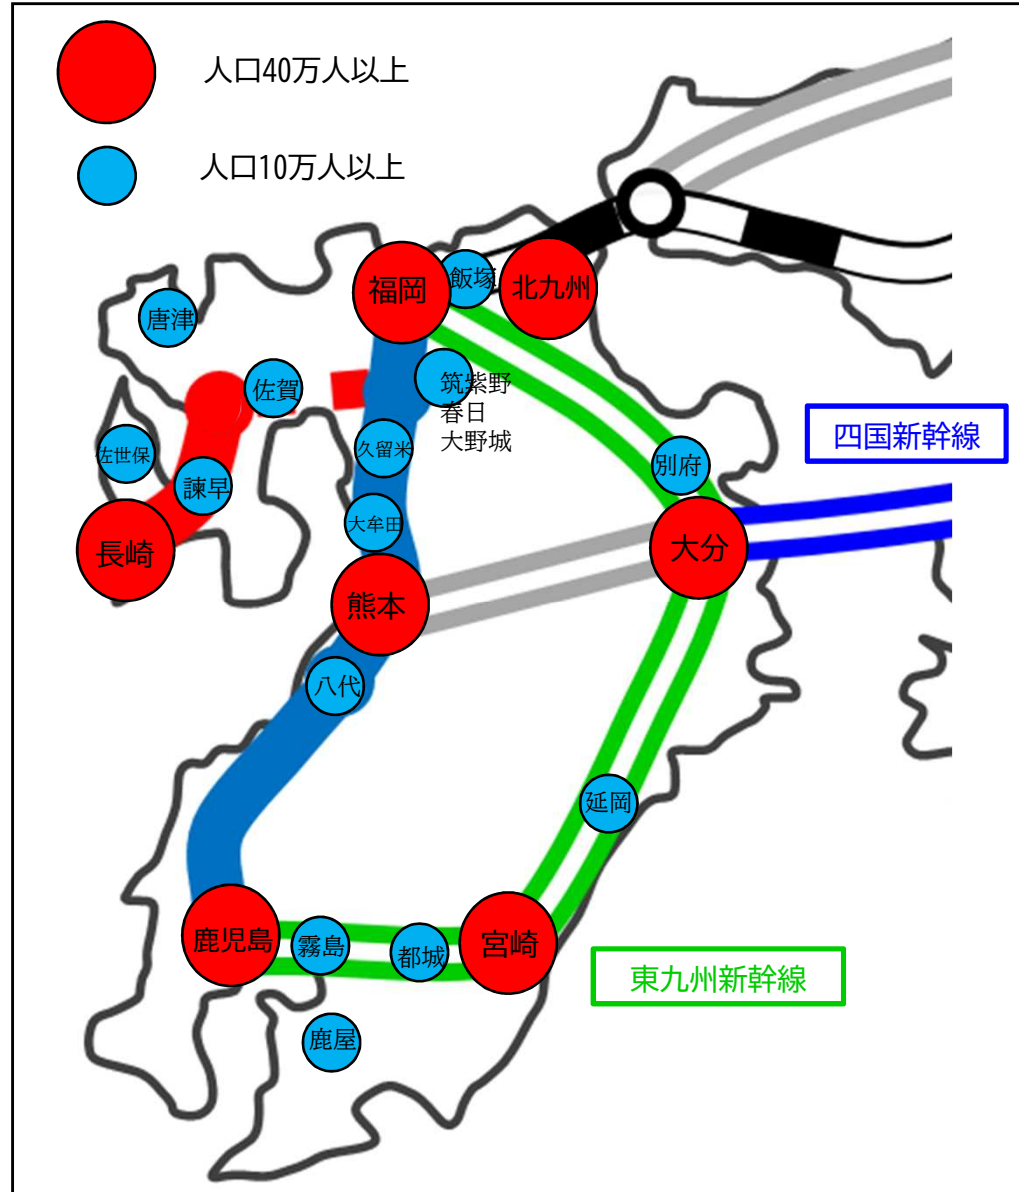 人口40万人以上
人口10万人以上
福岡
飯塚
北九州
唐津
佐賀
筑紫野
春日
大野城
四国新幹線
佐世保
久留米
別府
諫早
大牟田
長崎
大分
熊本
八代
延岡
鹿児島
霧島
都城
宮崎
東九州新幹線
鹿屋